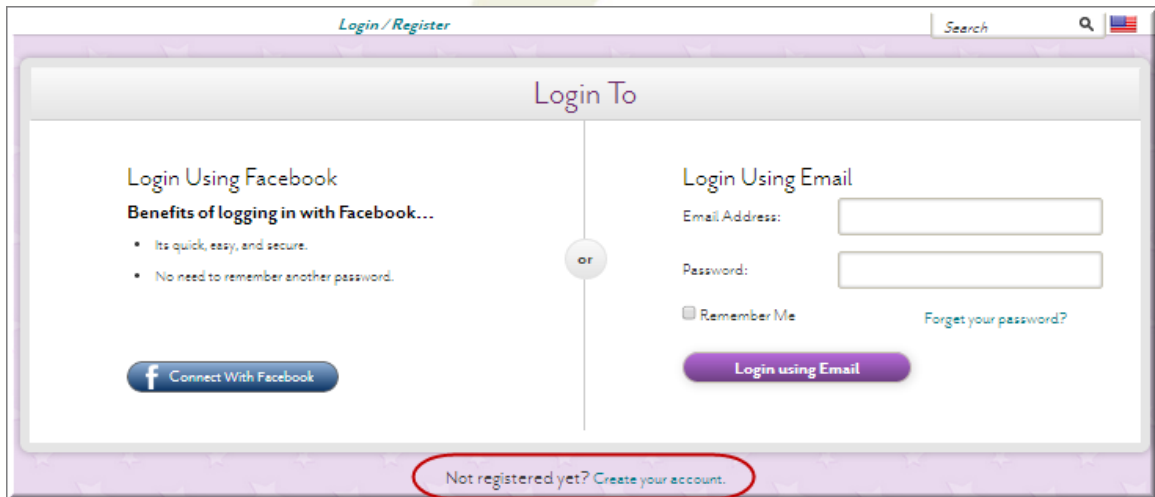 Login / Register
Search
Login To
Login Using Facebook
Benefits of logging in with Facebook...
Its quick, easy, and secure.
No need to remember another password.
Connect With Facebook
or
Login Using Email
Email Address:
Password:
Remember Me
Forget your password?
Login using Email
Not registered yet? Create your account.